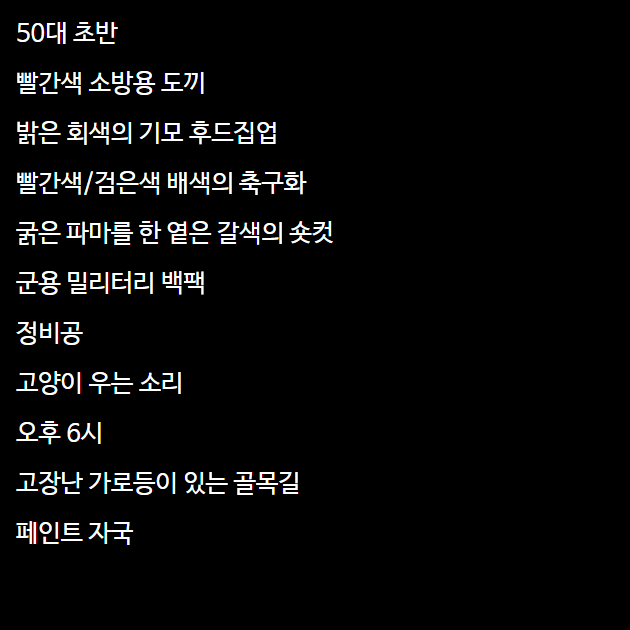 50대 초반
빨간색 소방용 도끼
밝은 회색의 기모 후드집업
빨간색/검은색 배색의 축구화
굵은 파마를 한 옅은 갈색의 숏컷
군용 밀리터리 백팩
정비공
고양이 우는 소리
오후 6시
고장난 가로등이 있는 골목길
페인트 자국